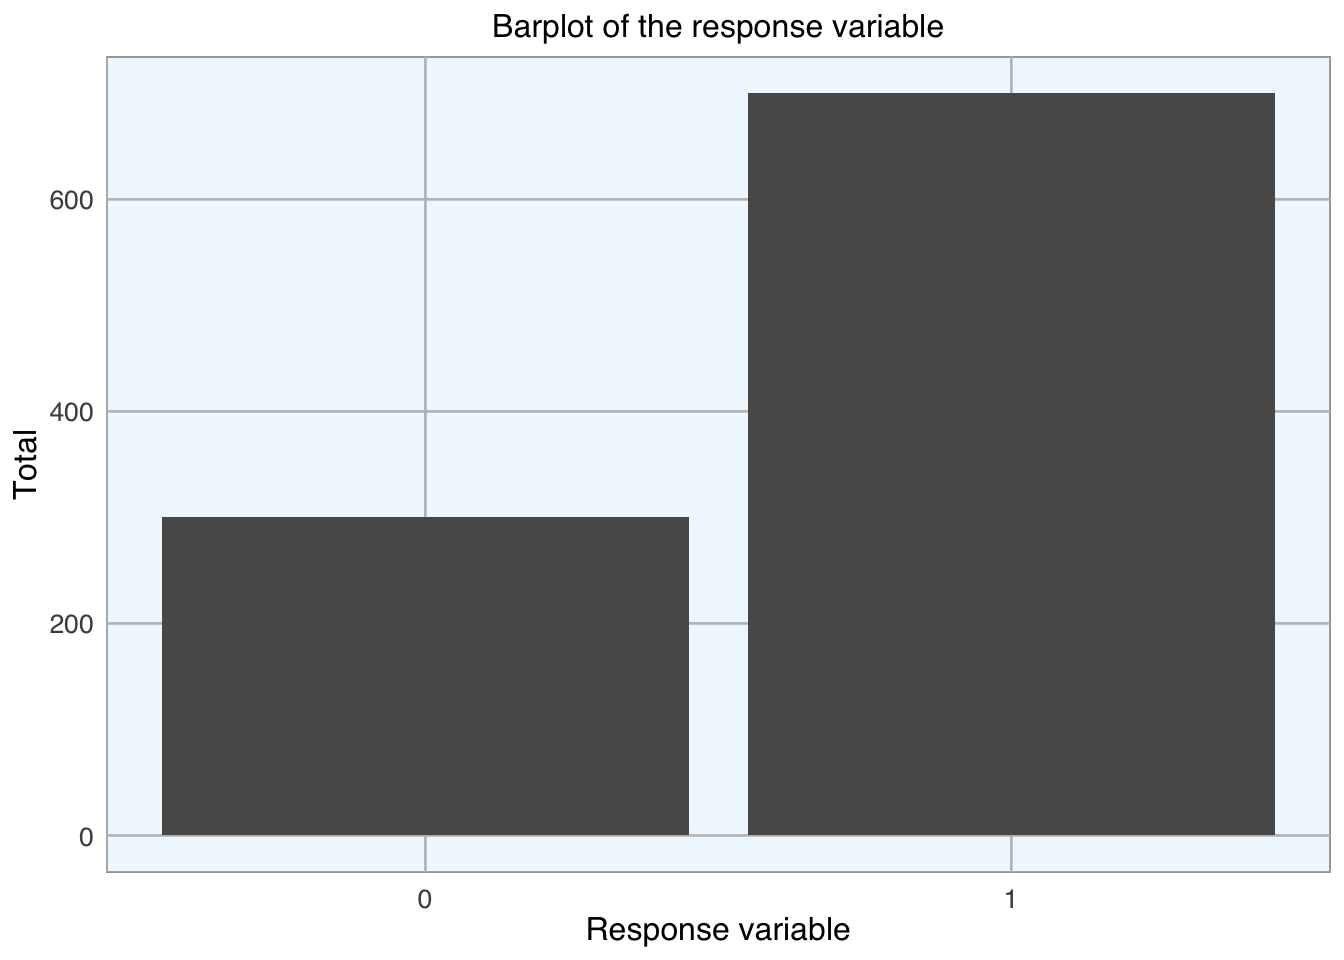 Barplot of the response variable
600
400
200
0
Total
0
1
Response variable